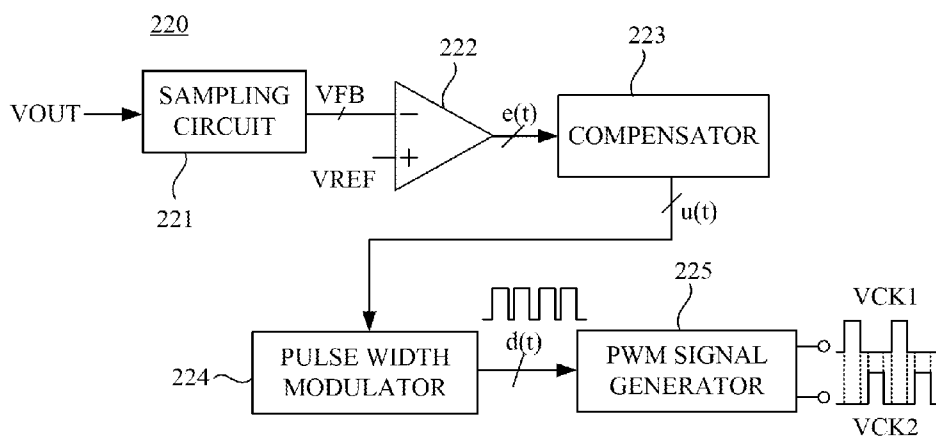 220
222
223
VOUT
SAMPLING
CIRCUIT
VFB
−
e(t)
COMPENSATOR
+
VREF
221
u(t)
225
VCK1
224
PULSE WIDTH
MODULATOR
d(t)
PWM SIGNAL
GENERATOR
VCK2